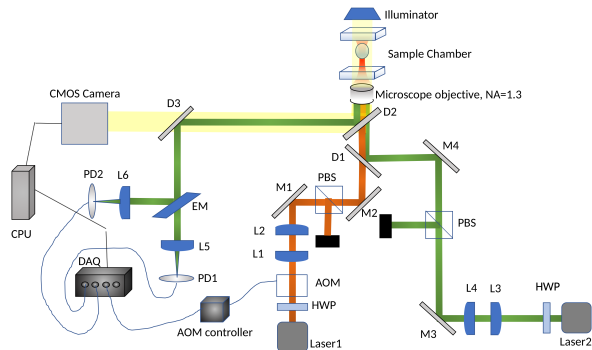 Illuminator
Sample Chamber
CMOS Camera
D3
Microscope objective, NA=1.3
D2
D1
M4
PD2
L6
PBS
M1
CPU
EM
M2
PBS
L2
L5
L1
DAQ
PD1
AOM
HWP
L4
L3
HWP
AOM controller
M3
Laser1
Laser2